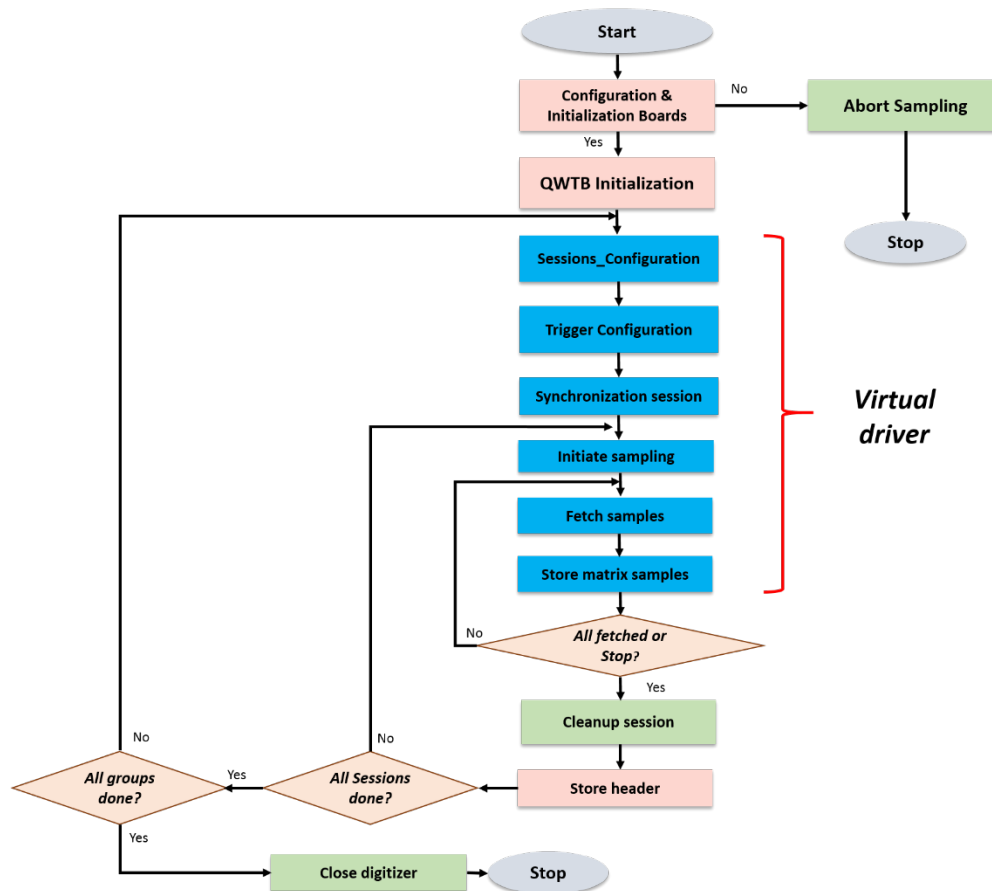 Start
Configuration &
Initialization Boards
No
Abort Sampling
Yes
QWTB Initialization
Stop
Sessions_Configuration
Trigger Configuration
Synchronization session
Virtual
driver
Initiate sampling
Fetch samples
Store matrix samples
No
All fetched or
Stop?
Yes
Cleanup session
No
No
All groups
done?
Yes
All Sessions
done?
Store header
Yes
Close digitizer
Stop